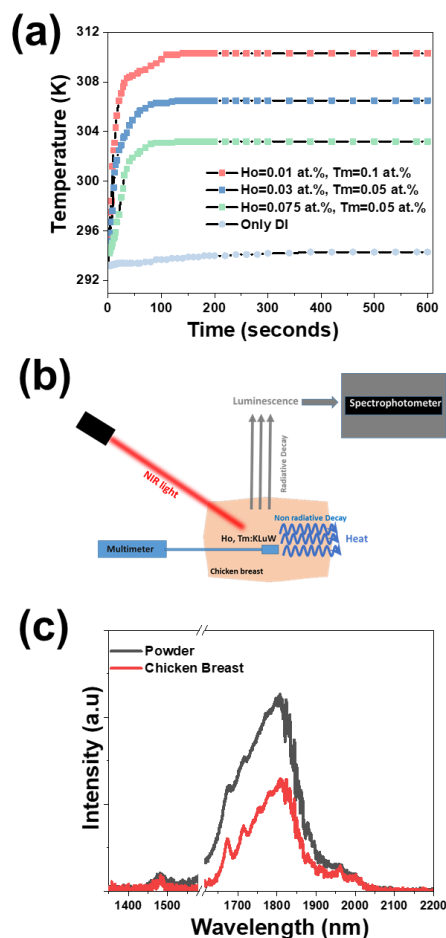 (a)
312
308
304
300
296
292
Temperature (K)
Ho=0.01 at.%, Tm=0.1 at.%
Ho=0.03 at.%, Tm=0.05 at.%
Ho=0.075 at.%, Tm=0.05 at.%
Only DI
0 100 200 300 400 500 600
Time (seconds)
(b)
Luminescence
Spectrophotometer
Radiative Decay
NIR light
Non radiative Decay
Ho, Tm:KLuW
Heat
Multimeter
Chicken breast
(c)
Powder
Chicken Breast
Intensity (a.u)
1400 1500 1700 1800 1900 2000 2100 2200
Wavelength (nm)